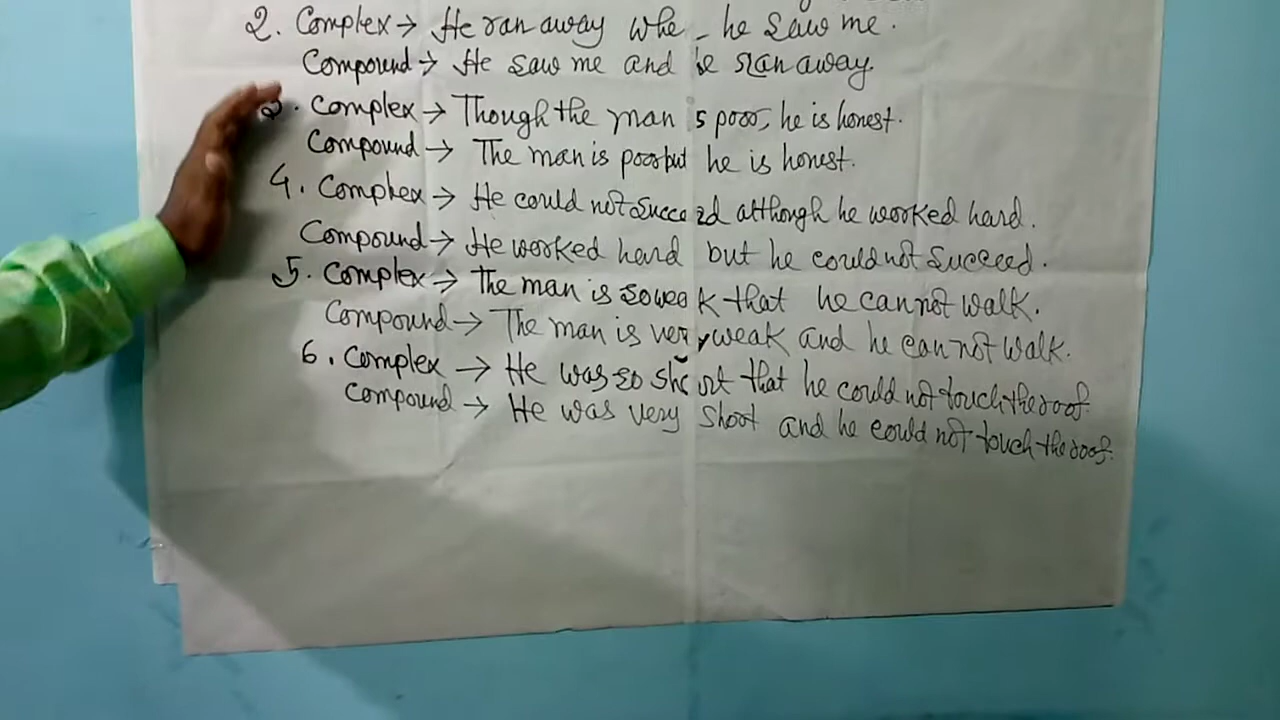 2. Complex → He ran away whe_ he saw me.
Compound → He saw me and he ran away.
3. Complex → Though the man is poor, he is honest.
Compound → The man is poor but he is honest.
4. Complex → He could not succeed although he worked hard.
Compound → He worked hard but he could not succeed.
5. Complex → The man is so weak that he cannot walk.
Compound → The man is very weak and he can not walk.
6. Complex → He was so short that he could not touch the roof.
Compound → He was very short and he could not touch the roof.